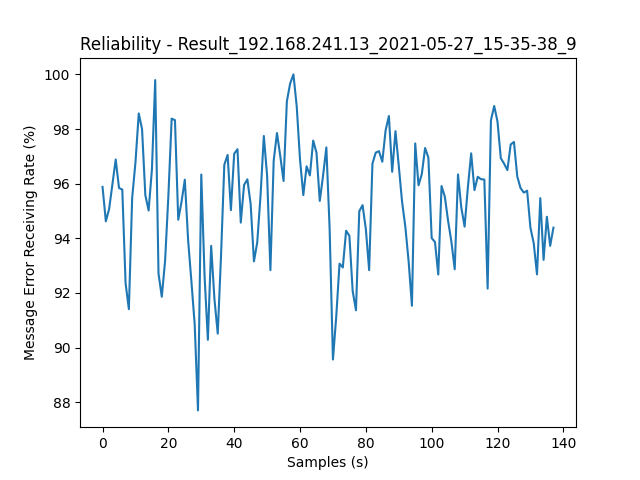 Reliability - Result_192.168.241.13_2021-05-27_15-35-38_9
Message Error Receiving Rate (%)
100
98
96
94
92
90
88
0 20 40 60 80 100 120 140
Samples (s)